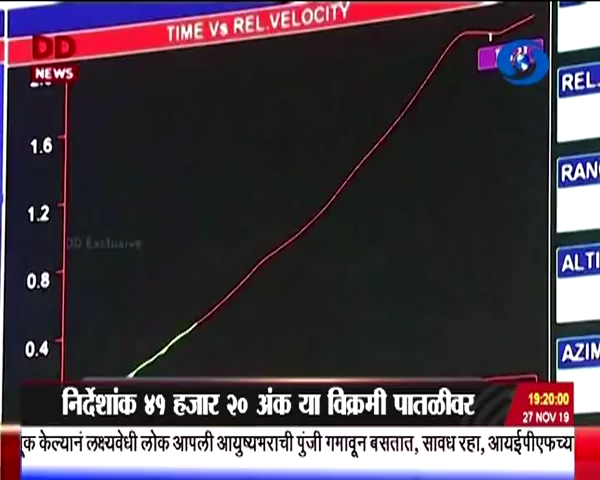 TIME Vs REL.VELOCITY
DD
NEWS
REL.
1.6
RANG
1.2
DD Exclusive
ALTI
0.8
AZIM
0.4
निर्देशांक ४१ हजार २० अंक या विक्रमी पातळीवर
19:20:00
27 NOV 19
क केल्यानं लक्ष्यवेधी लोक आपली आयुष्यभराची पुंजी गमावून बसतात, सावध रहा, आयईपीएफच्य